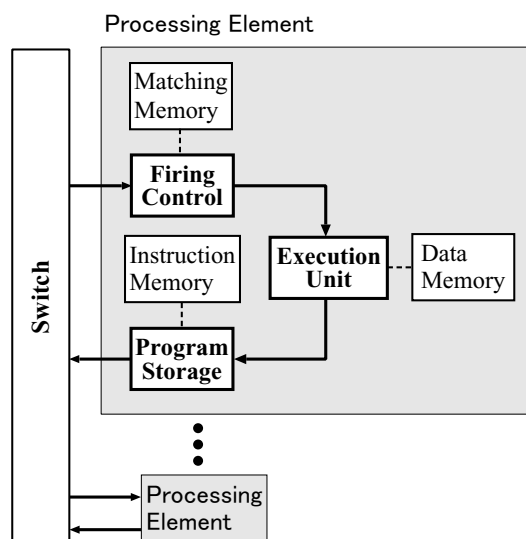 Processing Element
Matching
Memory
Firing
Control
Switch
Instruction
Memory
Execution
Unit
Data
Memory
Program
Storage
Processing
Element